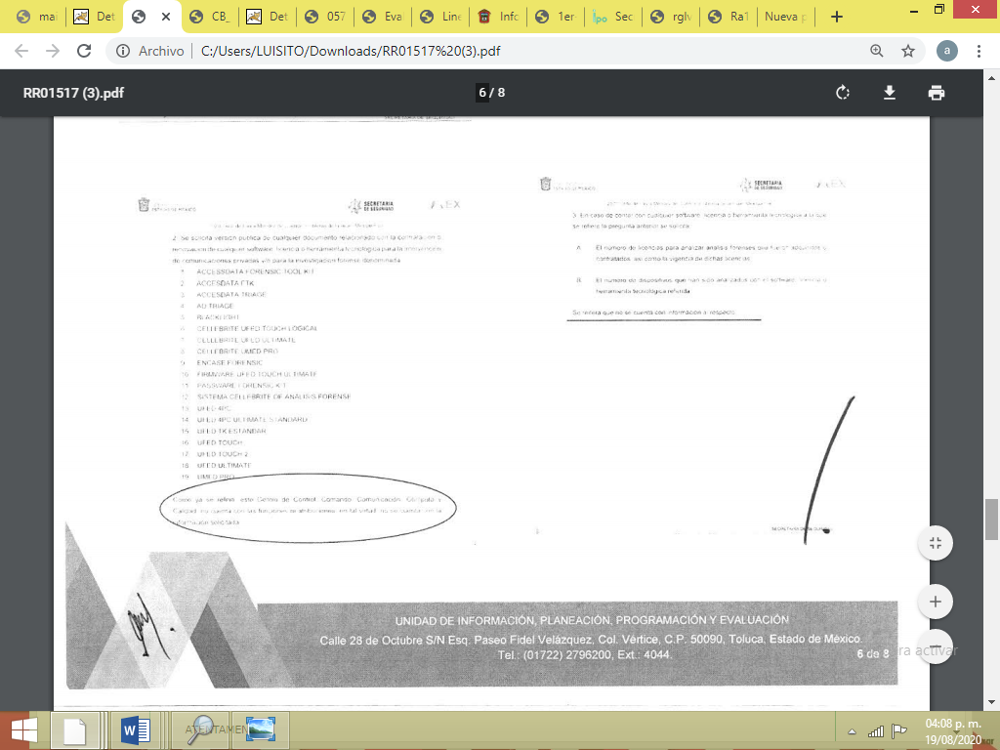 mai
Det
CB_
Det
057
Eva
Line
Info
1er
Sec
rglv
Ra1
Nueva p
Archivo
C:/Users/LUISITO/Downloads/RR01517%20(3).pdf
a
RR01517 (3).pdf
6 / 8
SECRETARÍA
DE SEGURIDAD
2. Se solicita versión pública de cualquier documento relacionado con la contratación o
renovación de cualquier software, licencia o herramienta tecnológica para la intervención
de comunicaciones privadas y/o para la investigación forense denominada
1 ACCESSDATA FORENSIC TOOL KIT
2 ACCESDATA FTK
3 ACCESDATA TRIAGE
4 AD TRIAGE
5 BLACKLIGHT
6 CELLEBRITE UFED TOUCH LOGICAL
7 CELLEBRITE UFED ULTIMATE
8 CELLEBRITE UMED PRO
9 ENCASE FORENSIC
10 FIRMWARE UFED TOUCH ULTIMATE
11 PASSWARE FORENSIC KIT
12 SISTEMA CELLEBRITE DE ANÁLISIS FORENSE
13 UFED 4PC
14 UFED 4PC ULTIMATE STANDARD
15 UFED TK ESTANDAR
16 UFED TOUCH
17 UFED TOUCH 2
18 UFED ULTIMATE
19 UMED PRO
Como ya se refirió, este Centro de Control, Comando, Comunicación, Cómputo y
Calidad, no cuenta con las funciones ni atribuciones, en tal virtud, no se cuenta con la
información solicitada
SECRETARÍA
DE SEGURIDAD
3. En caso de contar con cualquier software, licencia o herramienta tecnológica a la que
se refiere la pregunta anterior se solicita
A. El número de licencias para analizar análisis forenses que fueron adquiridos y
contratados, así como la vigencia de dichas licencias
B. El número de dispositivos que han sido analizados con el software, licencia o
herramienta tecnológica referida
Se reitera que no se cuenta con información al respecto
UNIDAD DE INFORMACIÓN, PLANEACIÓN, PROGRAMACIÓN Y EVALUACIÓN
Calle 28 de Octubre S/N Esq. Paseo Fidel Velázquez, Col. Vértice, C.P. 50090, Toluca, Estado de México.
Tel.: (01722) 2796200, Ext.: 4044.
6 de 8
ra activar
ATENTAMEN
04:08 p. m.
19/08/2020